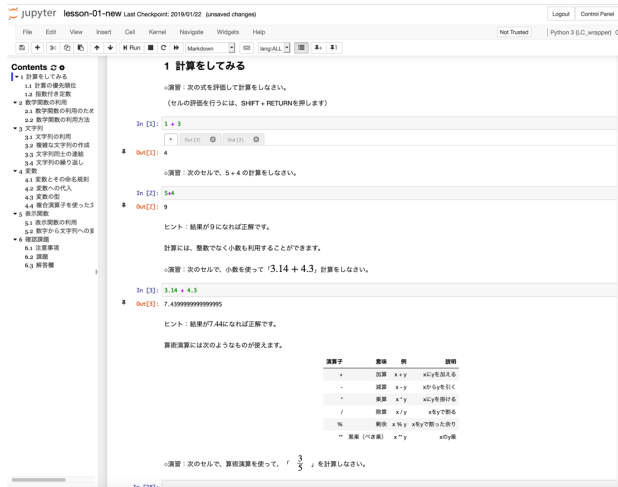 jupyter lesson-01-new Last Checkpoint: 2019/01/22 (unsaved changes)
Logout Control Panel
File Edit View Insert Cell Kernel Navigate Widgets Help
Not Trusted Python 3 (LC_wrapper)
Run Markdown lang:ALL
Contents
1 計算をしてみる
1.1 計算の優先順位
1.2 指数付き定数
2 数学関数の利用
2.1 数学関数の利用のため
2.2 数学関数の利用方法
3 文字列
3.1 文字列の利用
3.2 複雑な文字列の作成
3.3 文字列同士の連結
3.4 文字列の繰り返し
4 変数
4.1 変数とその命名規則
4.2 変数への代入
4.3 変数の型
4.4 複合演算子を使った
5 表示関数
5.1 表示関数の利用
5.2 数字から文字列への変
6 確認課題
6.1 注意事項
6.2 課題
6.3 解答欄
1 計算をしてみる
○演習：次の式を評価して計算をしなさい。
（セルの評価を行うには、SHIFT + RETURNを押します）
In [1]: 1 + 3
* Out [3] Out [3]
Out[1]: 4
○演習：次のセルで、5 + 4 の計算をしなさい。
In [2]: 5+4
Out[2]: 9
ヒント：結果が９になれば正解です。
計算には、整数でなく小数も利用することができます。
○演習：次のセルで、小数を使って「3.14 + 4.3」計算をしなさい。
In [3]: 3.14 + 4.3
Out[3]: 7.4399999999999995
ヒント：結果が7.44になれば正解です。
算術演算には次のようなものが使えます。
演算子 意味 例 説明
+ 加算 x + y xにyを加える
- 減算 x - y xからyを引く
* 乗算 x * y xにyを掛ける
/ 除算 x / y xをyで割る
% 剰余 x % y xをyで割った余り
** 累乗（べき乗） x ** y xのy乗
○演習：次のセルで、算術演算を使って、「 3/5 」を計算しなさい。